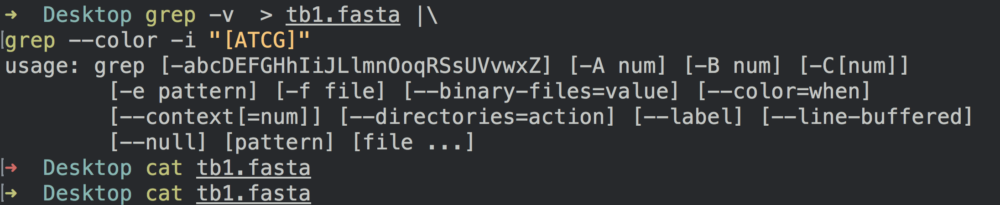 ➜  Desktop grep -v  > tb1.fasta |\
grep --color -i "[ATCG]"
usage: grep [-abcDEFGHhIiJLlmnOoqRSsUVvwxZ] [-A num] [-B num] [-C[num]]
        [-e pattern] [-f file] [--binary-files=value] [--color=when]
        [--context[=num]] [--directories=action] [--label] [--line-buffered]
        [--null] [pattern] [file ...]
➜  Desktop cat tb1.fasta
➜  Desktop cat tb1.fasta